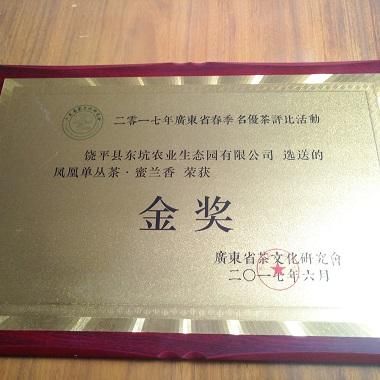 二零一七年廣東省春季名優茶評比活動
饶平县东坑农业生态园有限公司 选送的
凤凰单丛茶·蜜兰香 荣获
金奖
廣東省茶文化研究會
二〇一七年六月